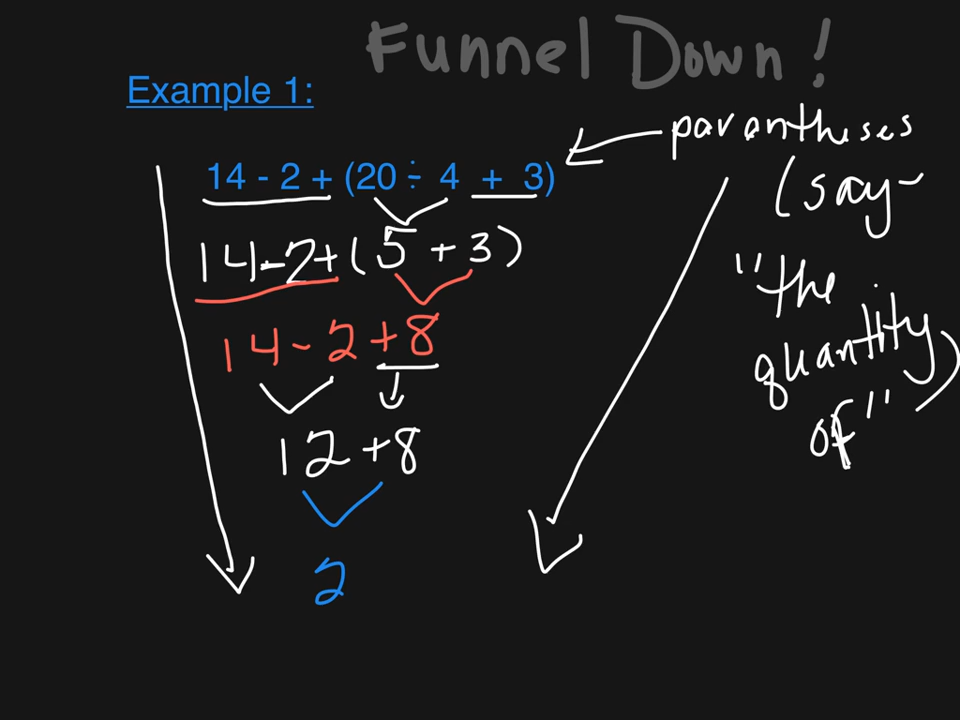 Funnel Down!
Example 1:
parantheses
14 - 2 + (20 ÷ 4 + 3)
(say-
14-2+(5+3)
"the
14-2+8
quantity
of")
12+8
2